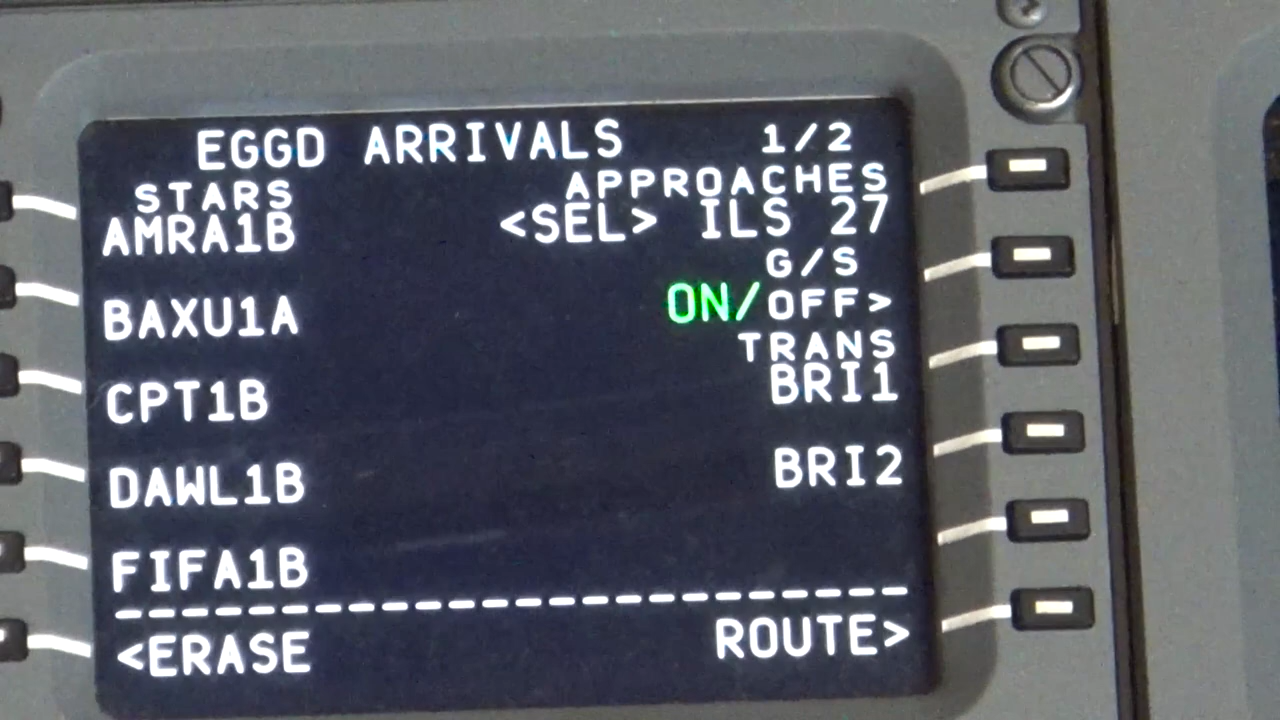 EGGD ARRIVALS 1/2
STARS APPROACHES
AMRA1B <SEL> ILS 27
G/S
BAXU1A ON/OFF>
TRANS
CPT1B BRI1
DAWL1B BRI2
FIFA1B
------------------------
<ERASE ROUTE>